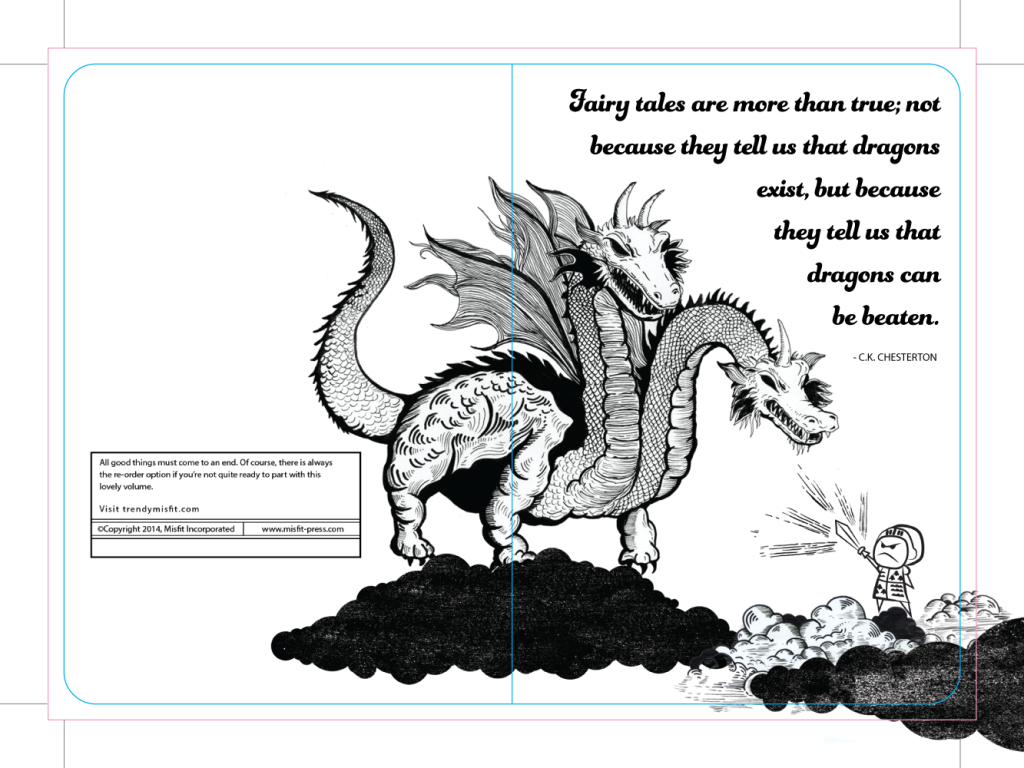 Fairy tales are more than true; not
because they tell us that dragons
exist, but because
they tell us that
dragons can
be beaten.
- C.K. CHESTERTON
All good things must come to an end. Of course, there is always
the re-order option if you're not quite ready to part with this
lovely volume.
Visit trendymisfit.com
©Copyright 2014, Misfit Incorporated www.misfit-press.com